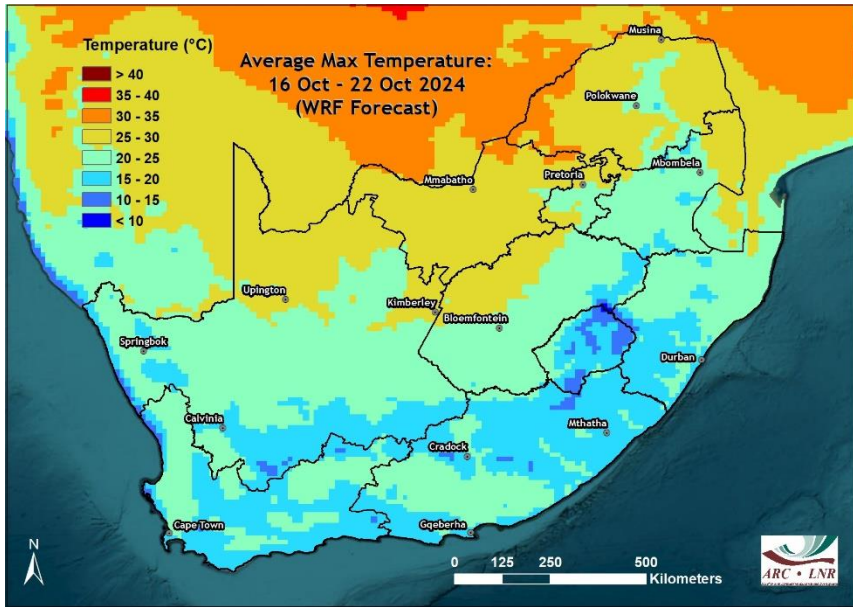 Temperature (°C)
> 40
35 - 40
30 - 35
25 - 30
20 - 25
15 - 20
10 - 15
< 10
Average Max Temperature:
16 Oct - 22 Oct 2024
(WRF Forecast)
Musina
Polokwane
Mbombela
Pretoria
Mmabatho
Upington
Kimberley
Bloemfontein
Springbok
Durban
Calvinia
Mthatha
Cradock
Cape Town
Gqeberha
N
0 125 250 500
Kilometers
ARC • LNR